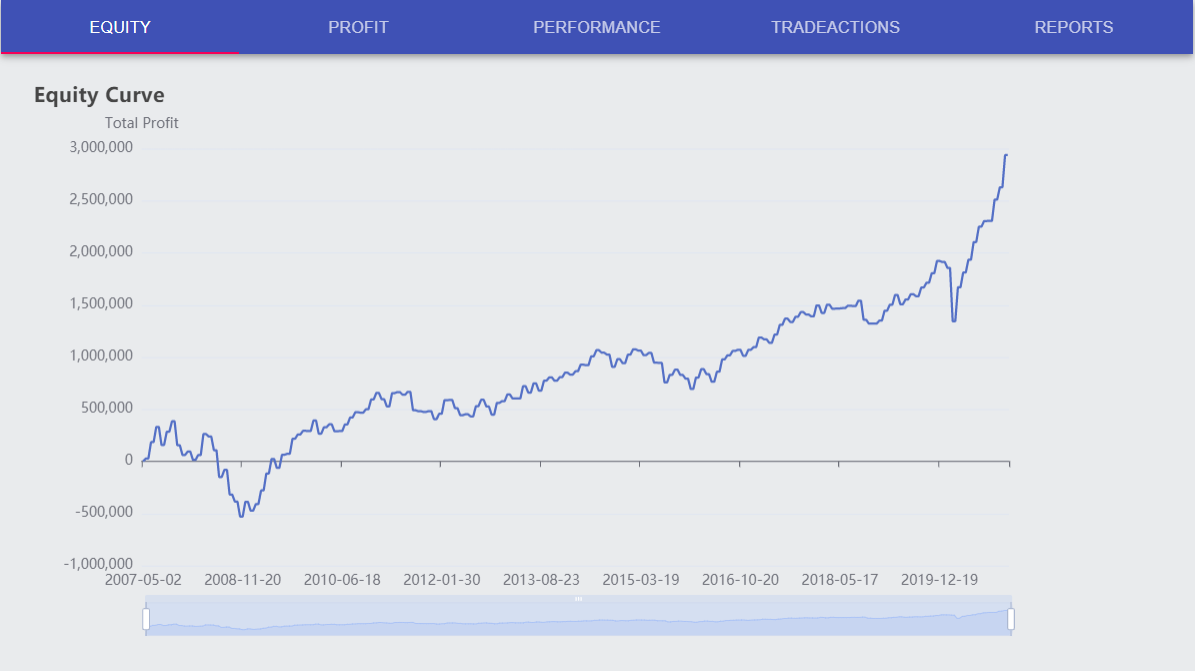 EQUITY PROFIT PERFORMANCE TRADEACTIONS REPORTS
Equity Curve
Total Profit
3,000,000
2,500,000
2,000,000
1,500,000
1,000,000
500,000
0
-500,000
-1,000,000
2007-05-02 2008-11-20 2010-06-18 2012-01-30 2013-08-23 2015-03-19 2016-10-20 2018-05-17 2019-12-19